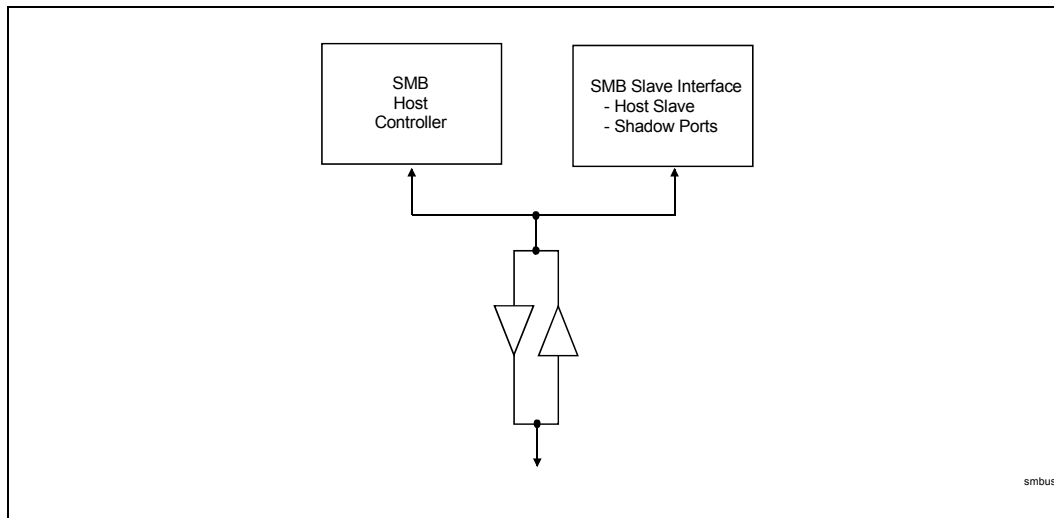 SMB
Host
Controller
SMB Slave Interface
- Host Slave
- Shadow Ports
smbus